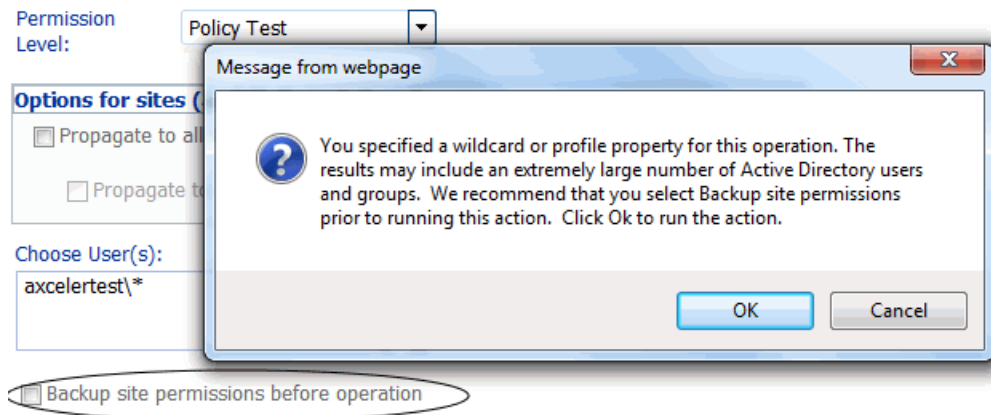 Permission
Level:
Policy Test
Message from webpage
Options for sites (
Propagate to all
Propagate to
You specified a wildcard or profile property for this operation. The
results may include an extremely large number of Active Directory users
and groups.  We recommend that you select Backup site permissions
prior to running this action.  Click Ok to run the action.
Choose User(s):
axcelertest\*
OK
Cancel
Backup site permissions before operation